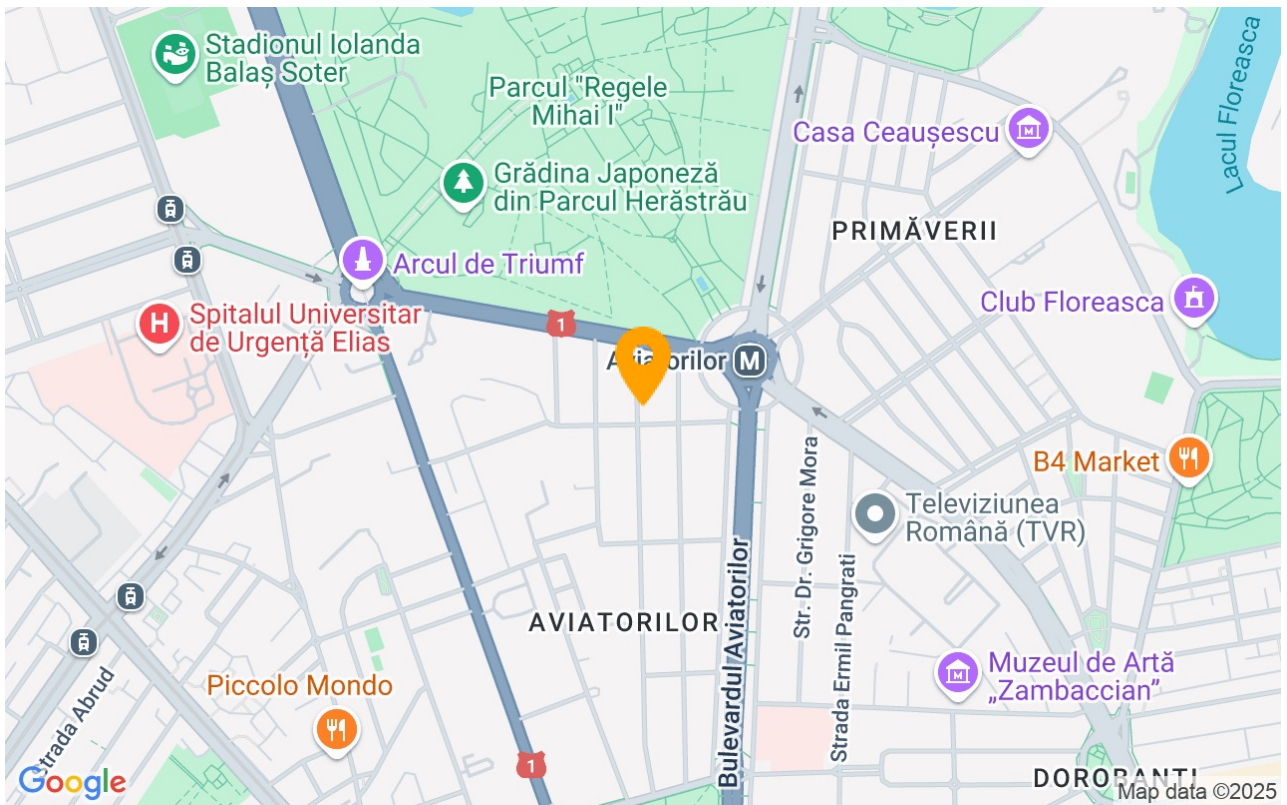 Stadionul Iolanda
Balaș Soter
Parcul "Regele
Mihai I"
Casa Ceaușescu
Lacul Floreasca
Grădina Japoneză
din Parcul Herăstrău
PRIMĂVERII
Arcul de Triumf
Club Floreasca
H
Spitalul Universitar
de Urgență Elias
1
Aviatorilor
M
B4 Market
Str. Dr. Grigore Mora
Televiziunea
Română (TVR)
Strada Ermil Pangrati
Bulevardul Aviatorilor
AVIATORILOR
Muzeul de Artă
„Zambaccian”
Piccolo Mondo
Strada Abrud
1
DOROBANȚI
Google
Map data ©2025